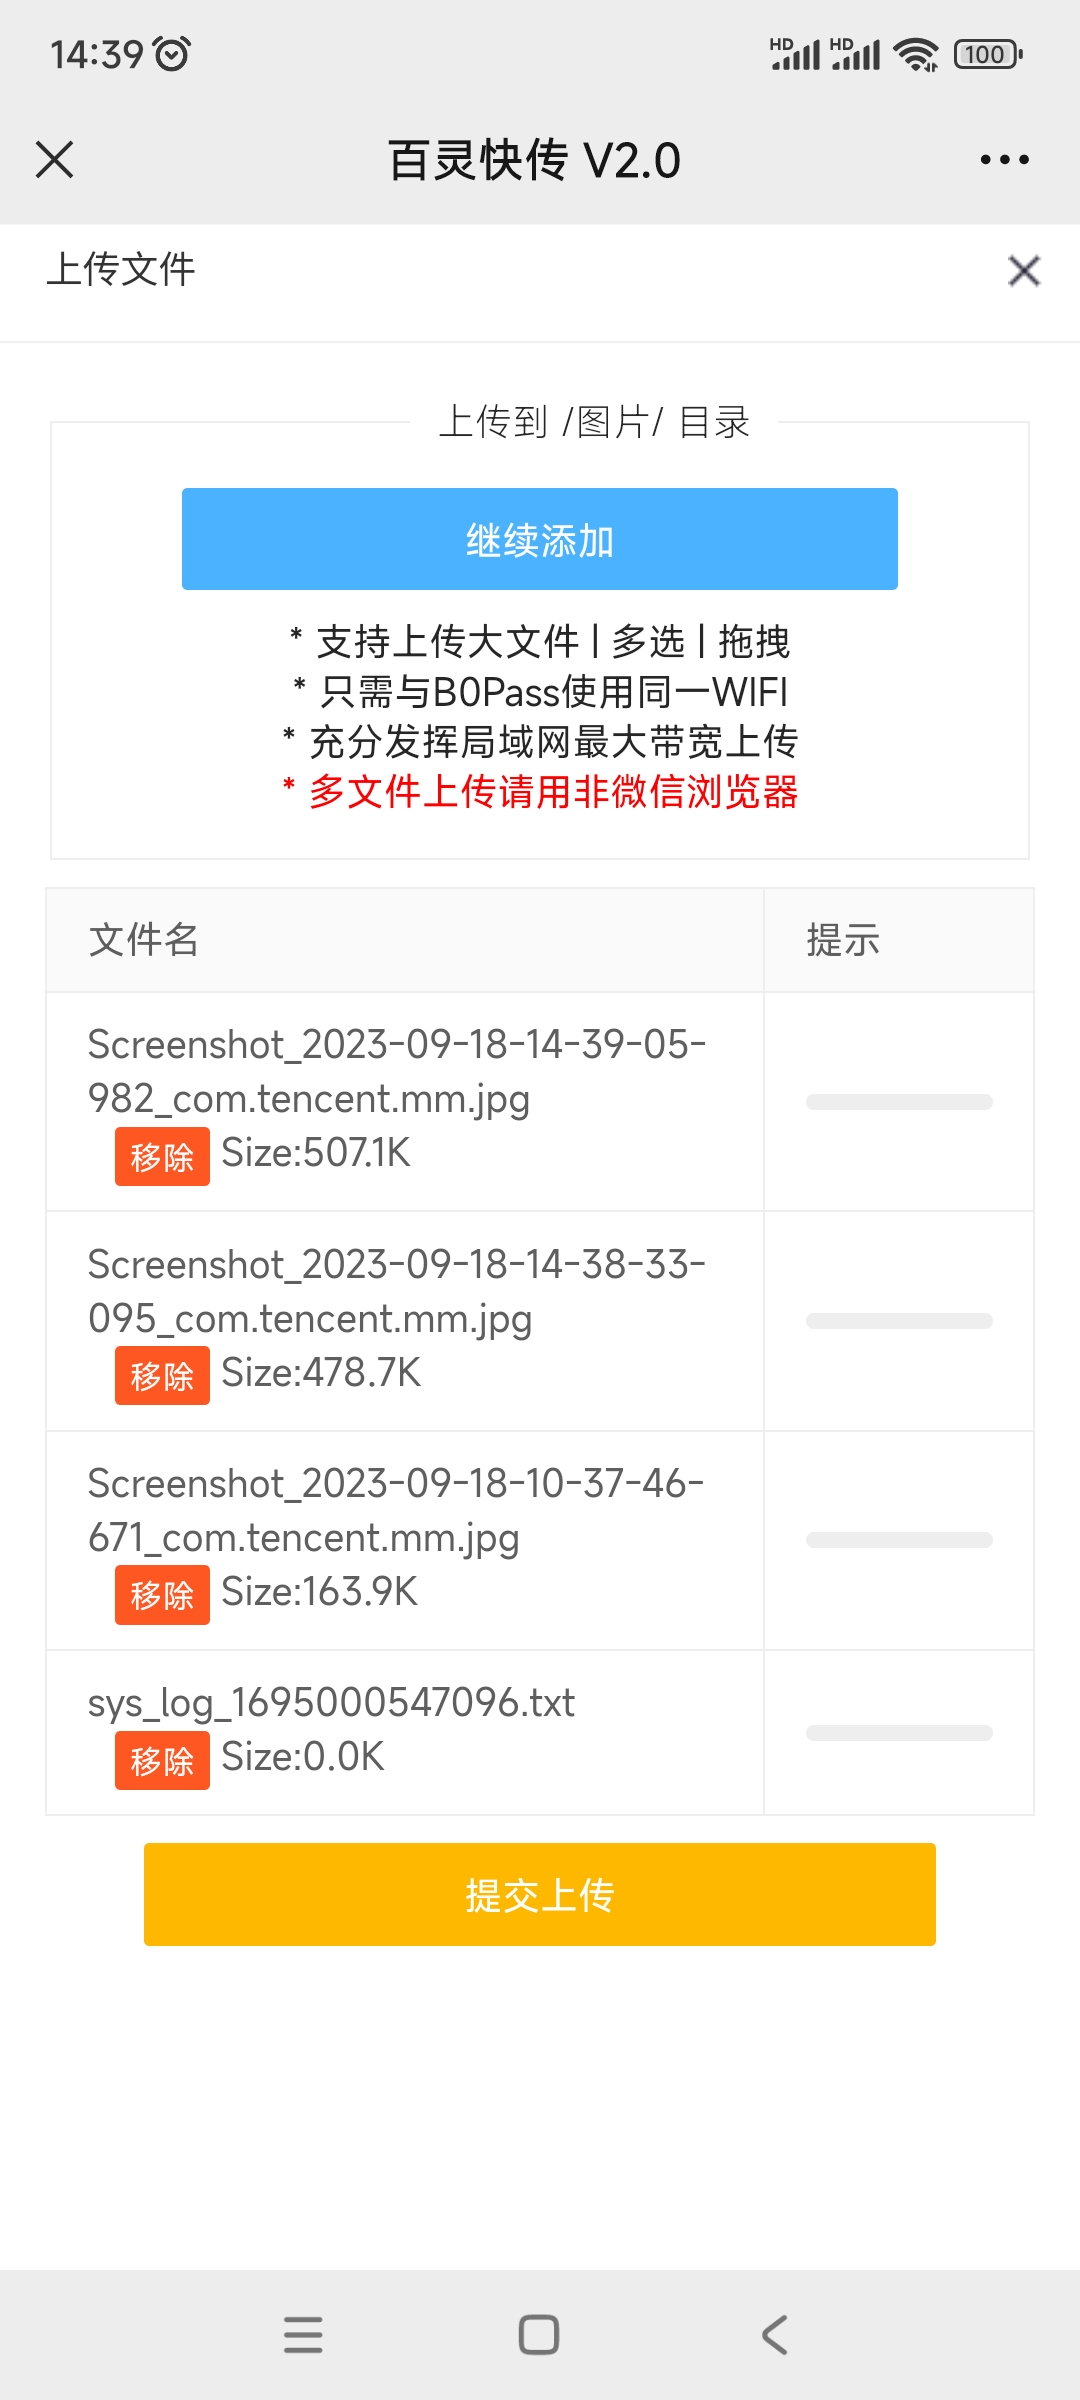 14:39
HD HD 100
百灵快传 V2.0
上传文件
上传到 /图片/ 目录
继续添加
* 支持上传大文件 | 多选 | 拖拽
* 只需与B0Pass使用同一WIFI
* 充分发挥局域网最大带宽上传
* 多文件上传请用非微信浏览器
文件名 提示
Screenshot_2023-09-18-14-39-05-
982_com.tencent.mm.jpg
移除 Size:507.1K
Screenshot_2023-09-18-14-38-33-
095_com.tencent.mm.jpg
移除 Size:478.7K
Screenshot_2023-09-18-10-37-46-
671_com.tencent.mm.jpg
移除 Size:163.9K
sys_log_1695000547096.txt
移除 Size:0.0K
提交上传